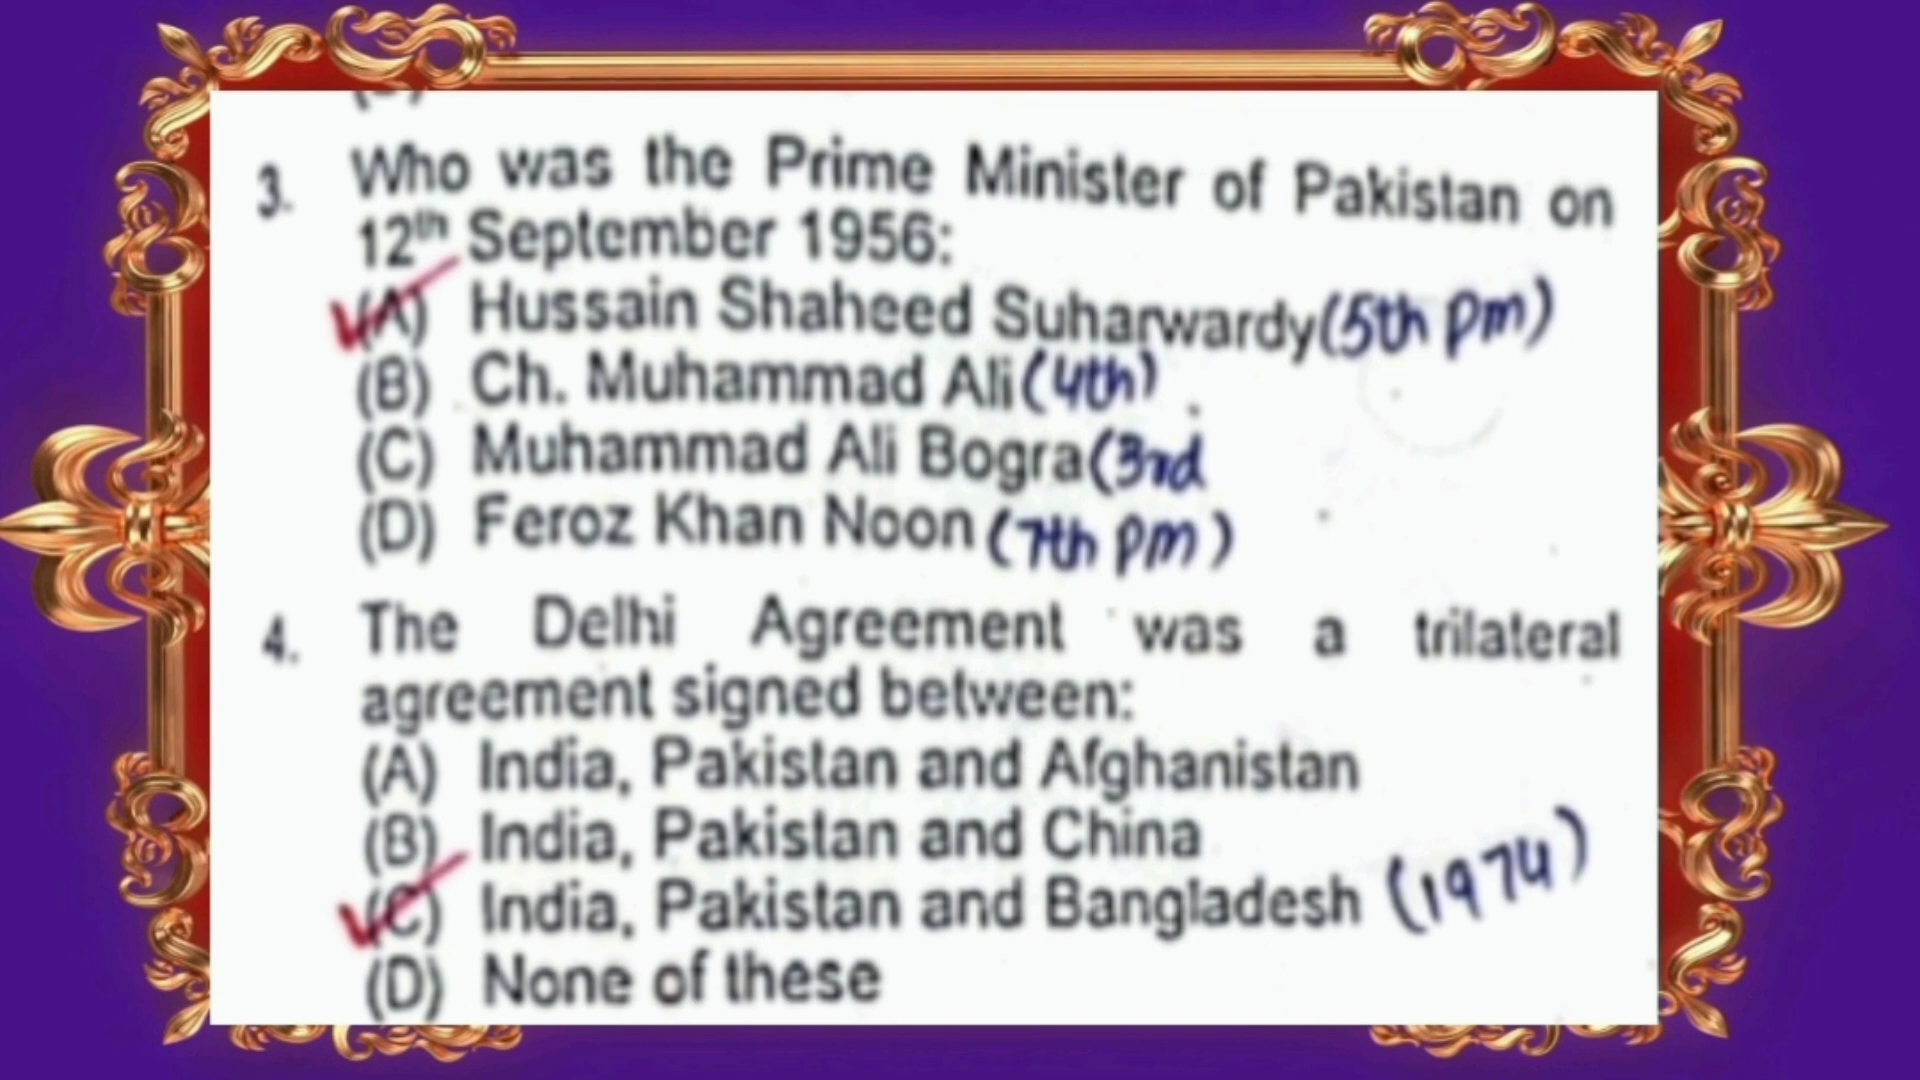 3. Who was the Prime Minister of Pakistan on
12th September 1956:
(A) Hussain Shaheed Suharwardy (5th Pm)
(B) Ch. Muhammad Ali (4th)
(C) Muhammad Ali Bogra (3rd
(D) Feroz Khan Noon (7th Pm)
4. The Delhi Agreement was a trilateral
agreement signed between:
(A) India, Pakistan and Afghanistan
(B) India, Pakistan and China
(C) India, Pakistan and Bangladesh (1974)
(D) None of these